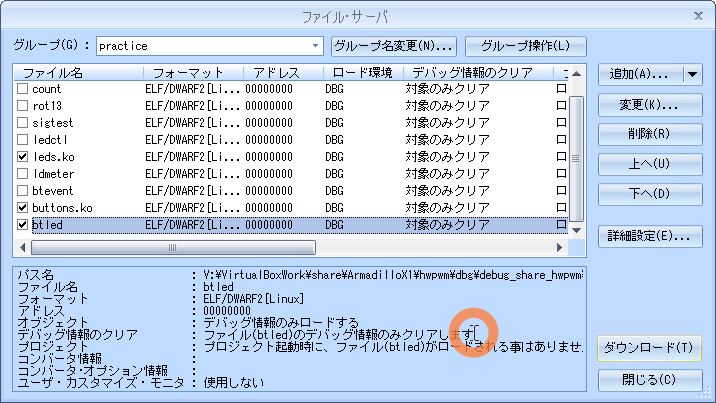 ファイル・サーバ
グループ(G) : practice グループ名変更(N)... グループ操作(L)
ファイル名 フォーマット アドレス ロード環境 デバッグ情報のクリア
count ELF/DWARF2[Li... 00000000 DBG 対象のみクリア ロ
rot13 ELF/DWARF2[Li... 00000000 DBG 対象のみクリア ロ
sigtest ELF/DWARF2[Li... 00000000 DBG 対象のみクリア ロ
ledctl ELF/DWARF2[Li... 00000000 DBG 対象のみクリア ロ
leds.ko ELF/DWARF2[Li... 00000000 DBG 対象のみクリア ロ
ldmeter ELF/DWARF2[Li... 00000000 DBG 対象のみクリア ロ
btevent ELF/DWARF2[Li... 00000000 DBG 対象のみクリア ロ
buttons.ko ELF/DWARF2[Li... 00000000 DBG 対象のみクリア ロ
btled ELF/DWARF2[Li... 00000000 DBG 対象のみクリア ロ
追加(A)...
変更(K)...
削除(R)
上へ(U)
下へ(D)
詳細設定(E)...
パス名 : V:¥VirtualBoxWork¥share¥ArmadilloX1¥hwpwm¥dbg¥debug_share_hwpwm
ファイル名 : btled
フォーマット : ELF/DWARF2[Linux]
アドレス : 00000000
オブジェクト : デバッグ情報のみロードする
デバッグ情報のクリア : ファイル(btled)のデバッグ情報のみクリアします
プロジェクト : プロジェクト起動時に、ファイル(btled)がロードされる事はありませ.
コンバータ情報 :
コンバータ・オプション情報 :
ユーザ・カスタマイズ・モニタ : 使用しない
ダウンロード(T)
閉じる(C)